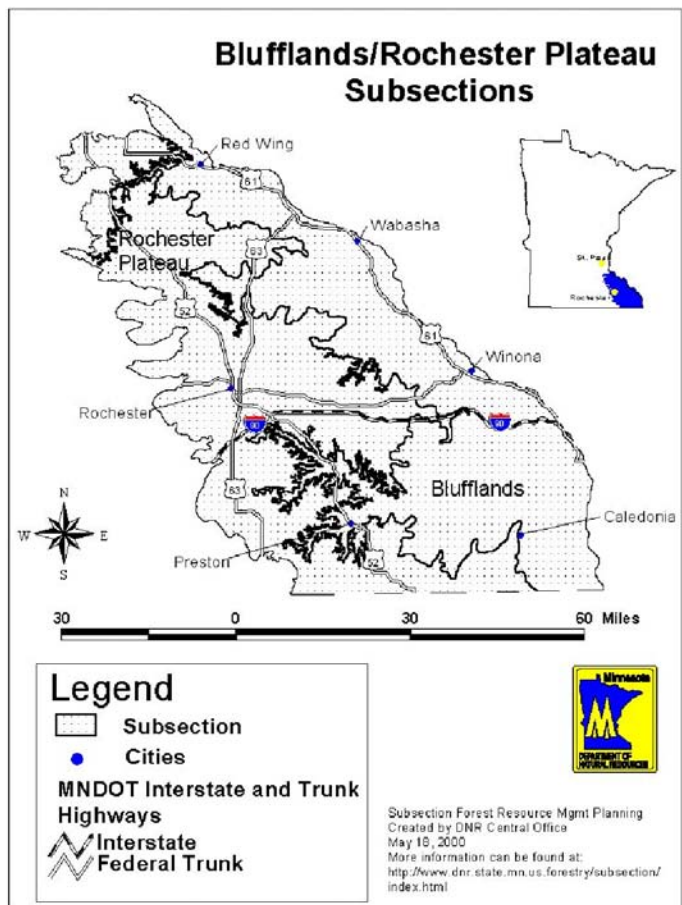 Blufflands/Rochester Plateau
Subsections
Red Wing
61
Wabasha
Rochester
Plateau
63
St. Paul
Rochester
52
61
Winona
Rochester
90
90
63
Blufflands
Caledonia
N
W
E
S
Preston
52
30
0
30
60
Miles
Legend
Subsection
Cities
MNDOT Interstate and Trunk
Highways
Interstate
Federal Trunk
Minnesota
DEPARTMENT OF
NATURAL RESOURCES
Subsection Forest Resource Mgmt Planning
Created by DNR Central Office
May 18, 2000
More information can be found at:
http://www.dnr.state.mn.us.forestry/subsection/
index.html